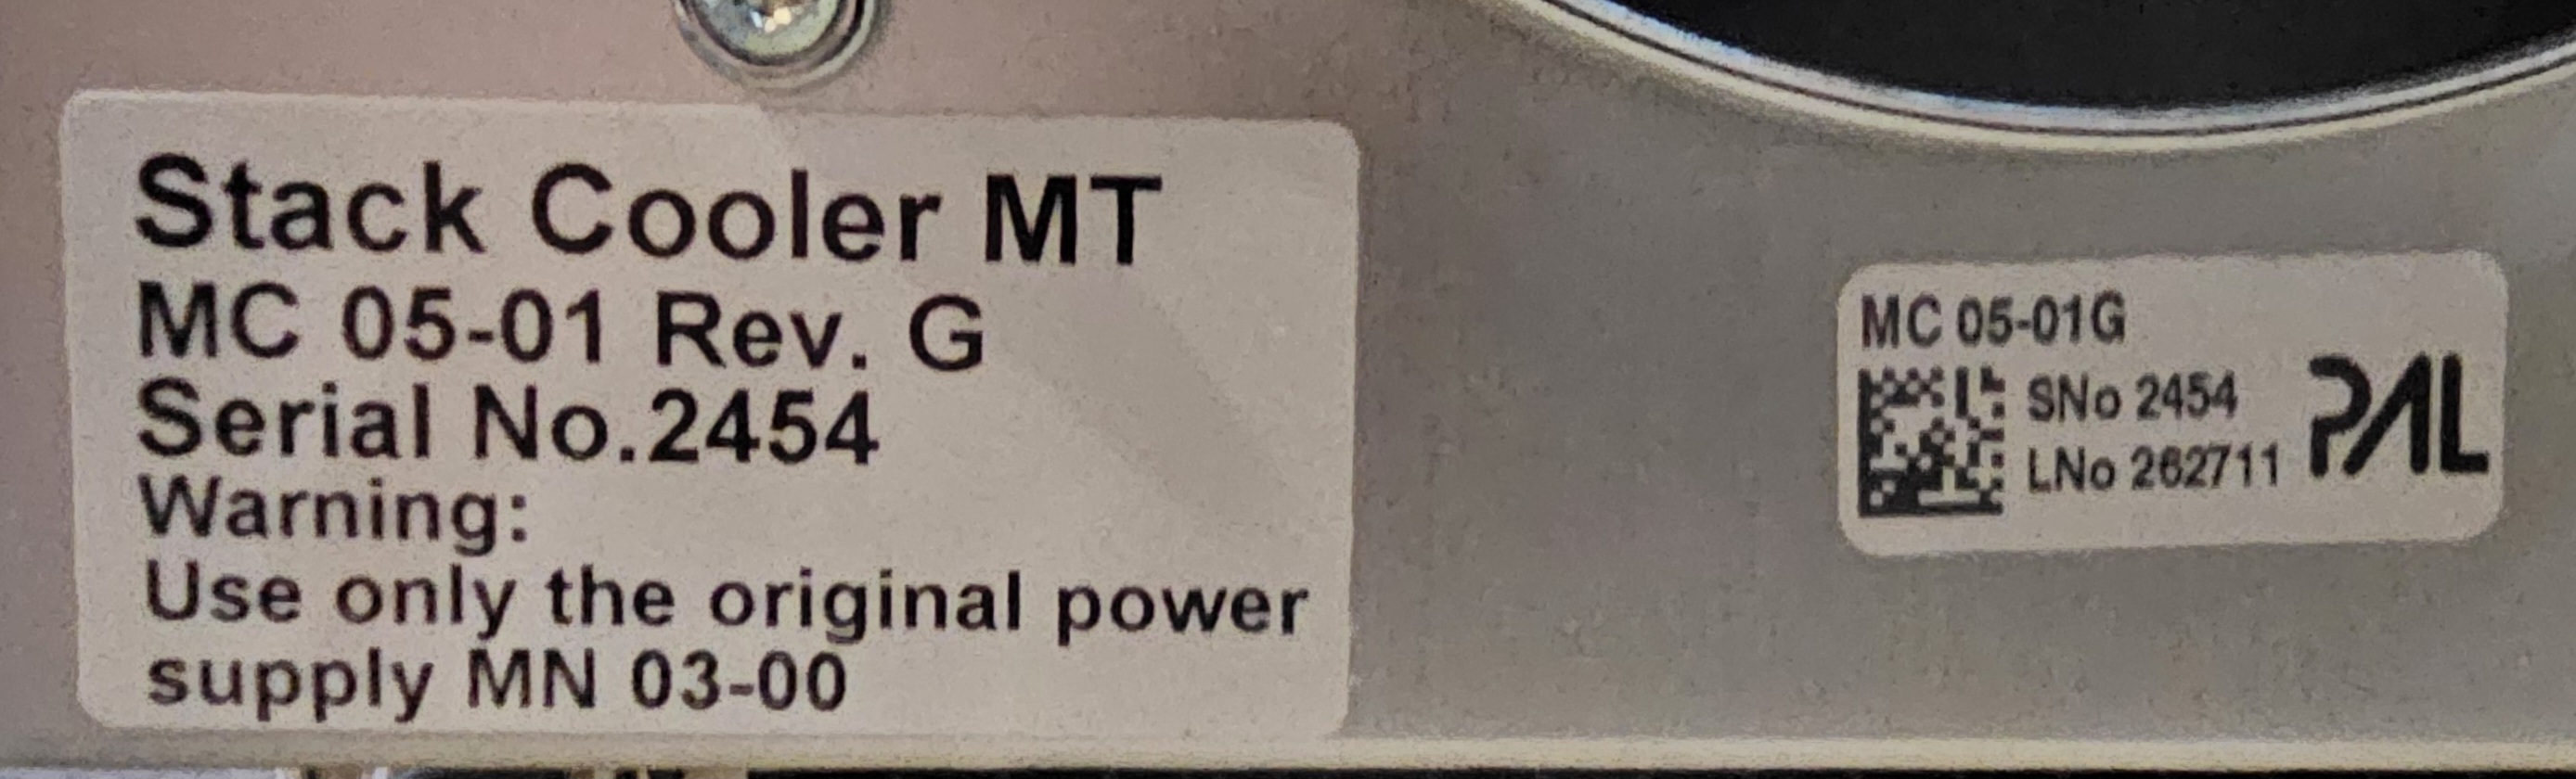 Stack Cooler MT
MC 05-01 Rev. G
Serial No.2454
Warning:
Use only the original power
supply MN 03-00
MC 05-01G
SNo 2454
LNo 262711
PAL